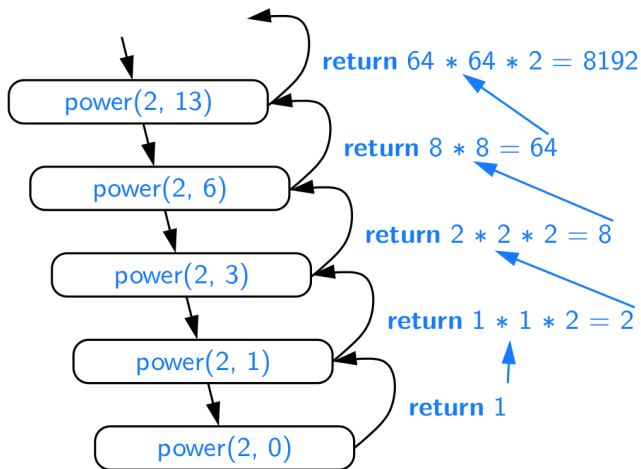 return 64 ∗ 64 ∗ 2 = 8192
power(2, 13)
return 8 ∗ 8 = 64
power(2, 6)
return 2 ∗ 2 ∗ 2 = 8
power(2, 3)
return 1 ∗ 1 ∗ 2 = 2
power(2, 1)
return 1
power(2, 0)